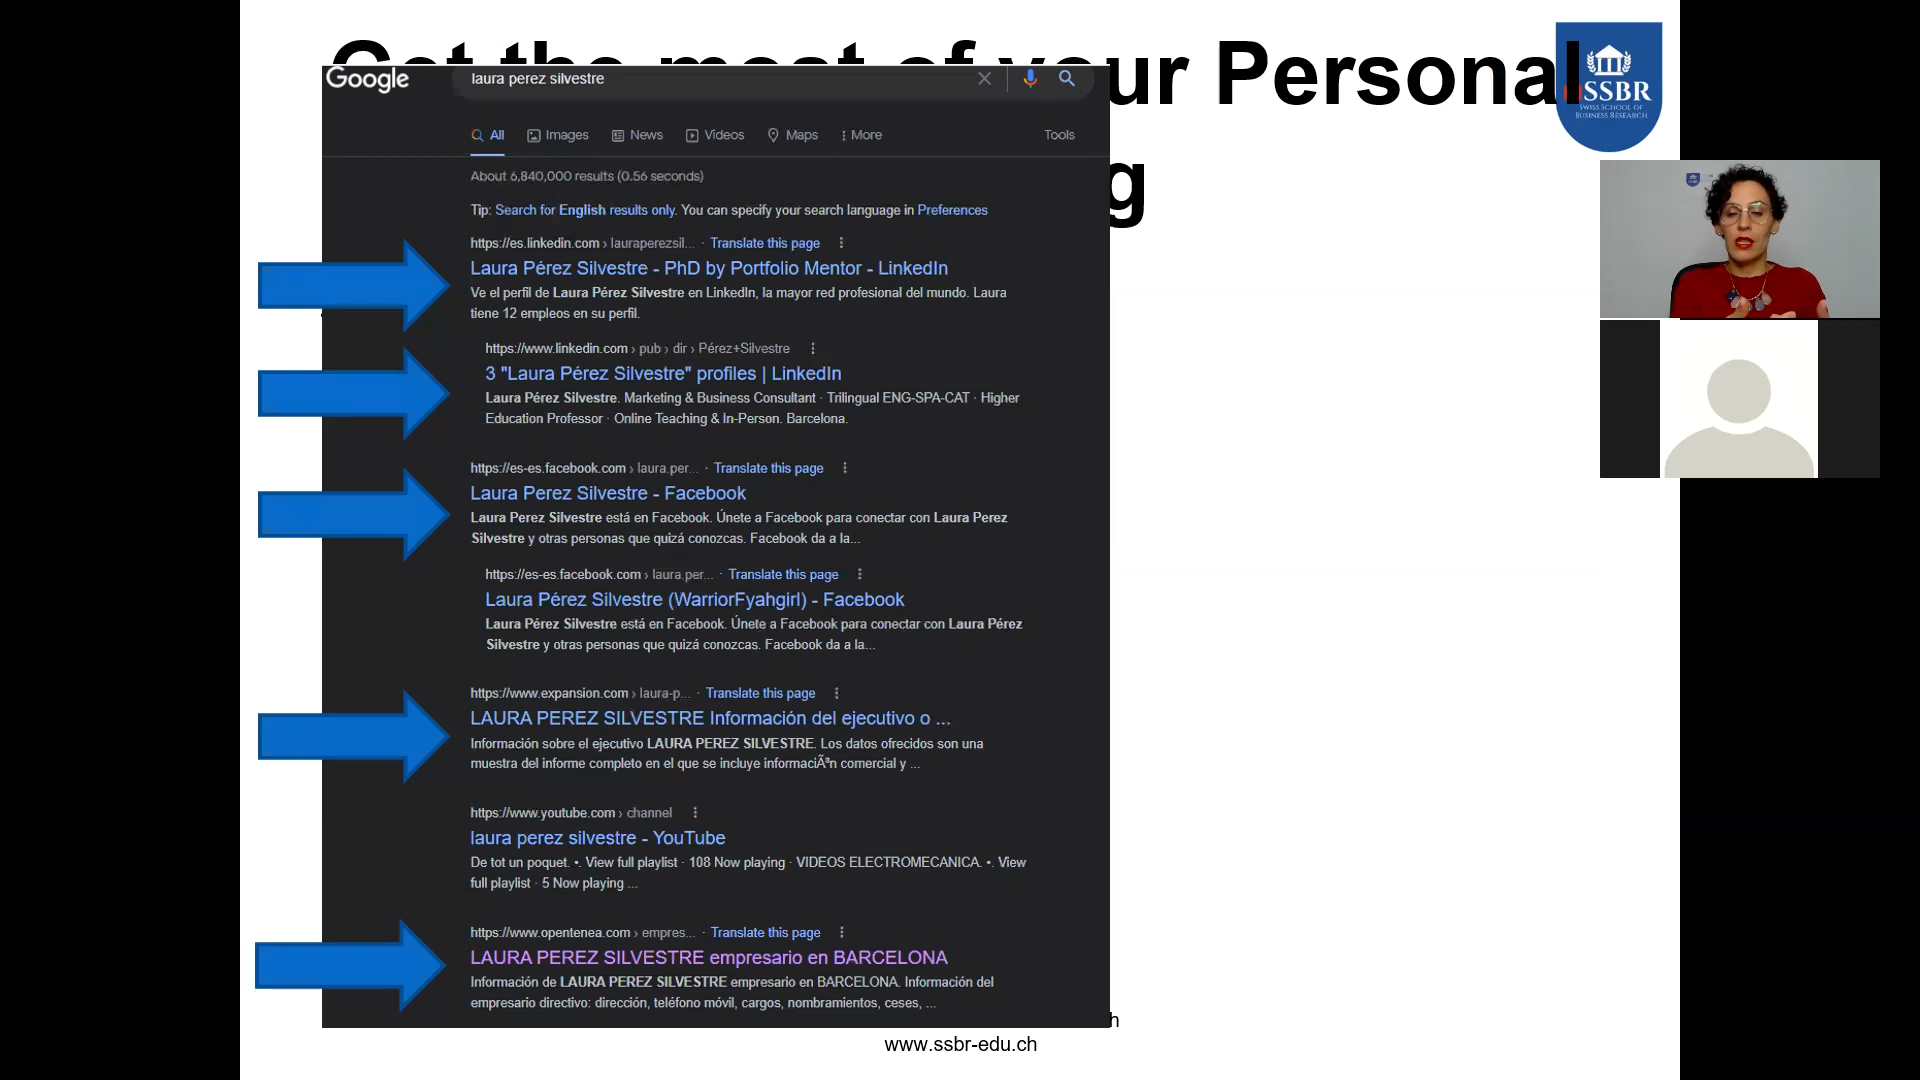 Get the most of your Personal
g
SSBR
SWISS SCHOOL OF
BUSINESS RESEARCH
Google
laura perez silvestre
All Images News Videos Maps More Tools
About 6,840,000 results (0.56 seconds)
Tip: Search for English results only. You can specify your search language in Preferences
https://es.linkedin.com › lauraperezsil... · Translate this page
Laura Pérez Silvestre - PhD by Portfolio Mentor - LinkedIn
Ve el perfil de Laura Pérez Silvestre en LinkedIn, la mayor red profesional del mundo. Laura
tiene 12 empleos en su perfil.
https://www.linkedin.com › pub › dir › Pérez+Silvestre
3 "Laura Pérez Silvestre" profiles | LinkedIn
Laura Pérez Silvestre. Marketing & Business Consultant · Trilingual ENG-SPA-CAT · Higher
Education Professor · Online Teaching & In-Person. Barcelona.
https://es-es.facebook.com › laura.per... · Translate this page
Laura Perez Silvestre - Facebook
Laura Perez Silvestre está en Facebook. Únete a Facebook para conectar con Laura Perez
Silvestre y otras personas que quizá conozcas. Facebook da a la...
https://es-es.facebook.com › laura.per... · Translate this page
Laura Pérez Silvestre (WarriorFyahgirl) - Facebook
Laura Pérez Silvestre está en Facebook. Únete a Facebook para conectar con Laura Pérez
Silvestre y otras personas que quizá conozcas. Facebook da a la...
https://www.expansion.com › laura-p... · Translate this page
LAURA PEREZ SILVESTRE Información del ejecutivo o ...
Información sobre el ejecutivo LAURA PEREZ SILVESTRE. Los datos ofrecidos son una
muestra del informe completo en el que se incluye informaciÃ³n comercial y ...
https://www.youtube.com › channel
laura perez silvestre - YouTube
De tot un poquet. •. View full playlist · 108 Now playing · VIDEOS ELECTROMECANICA. •. View
full playlist · 5 Now playing ...
https://www.opentenea.com › empres... · Translate this page
LAURA PEREZ SILVESTRE empresario en BARCELONA
Información de LAURA PEREZ SILVESTRE empresario en BARCELONA. Información del
empresario directivo: dirección, teléfono móvil, cargos, nombramientos, ceses, ...
h
www.ssbr-edu.ch